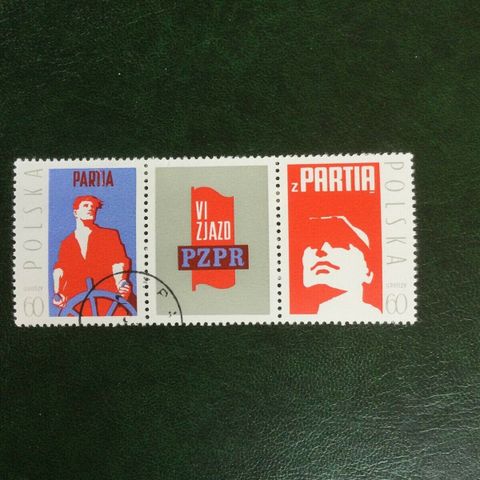 POLSKA
PARTIA
60
VI
ZJAZD
PZPR
Z PARTIĄ
POLSKA
60